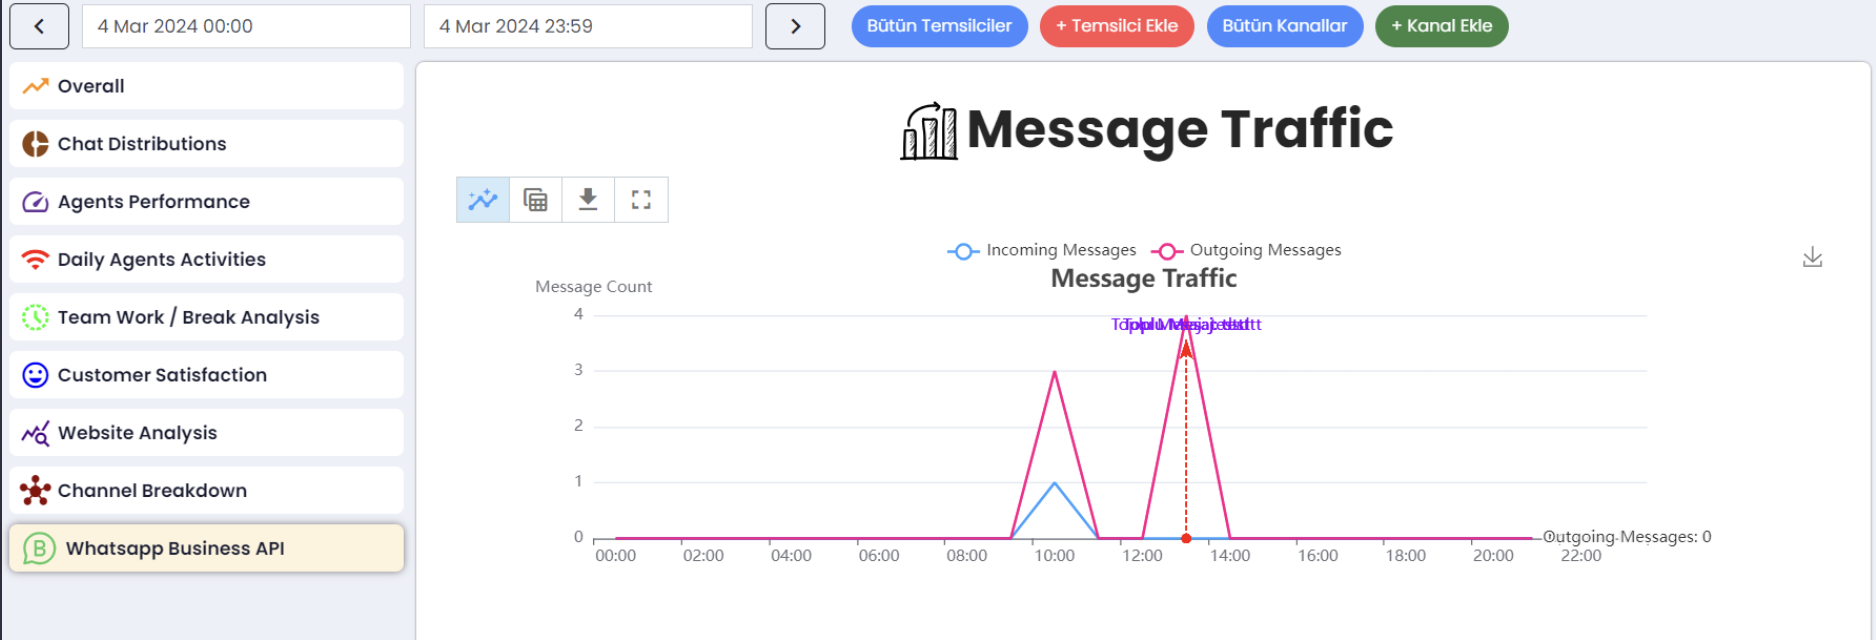 4 Mar 2024 00:00
4 Mar 2024 23:59
Bütün Temsilciler
+ Temsilci Ekle
Bütün Kanallar
+ Kanal Ekle
Overall
Chat Distributions
Agents Performance
Daily Agents Activities
Team Work / Break Analysis
Customer Satisfaction
Website Analysis
Channel Breakdown
Whatsapp Business API
Message Traffic
Incoming Messages
Outgoing Messages
Message Traffic
Message Count
4
3
2
1
0
00:00
02:00
04:00
06:00
08:00
10:00
12:00
14:00
16:00
18:00
20:00
22:00
Outgoing Messages: 0